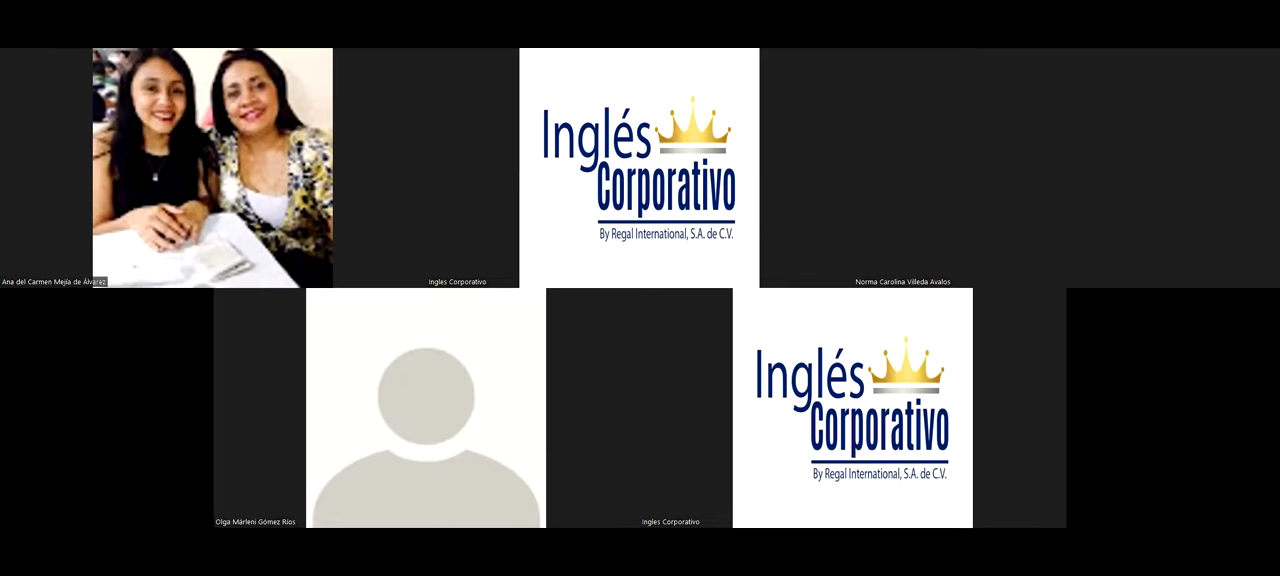 Inglés
Corporativo
By Regal International, S.A. de C.V.
Ana del Carmen Mejía de Álvarez
Ingles Corporativo
Norma Carolina Villeda Avalos
Inglés
Corporativo
By Regal International, S.A. de C.V.
Olga Márleni Gómez Ríos
Ingles Corporativo